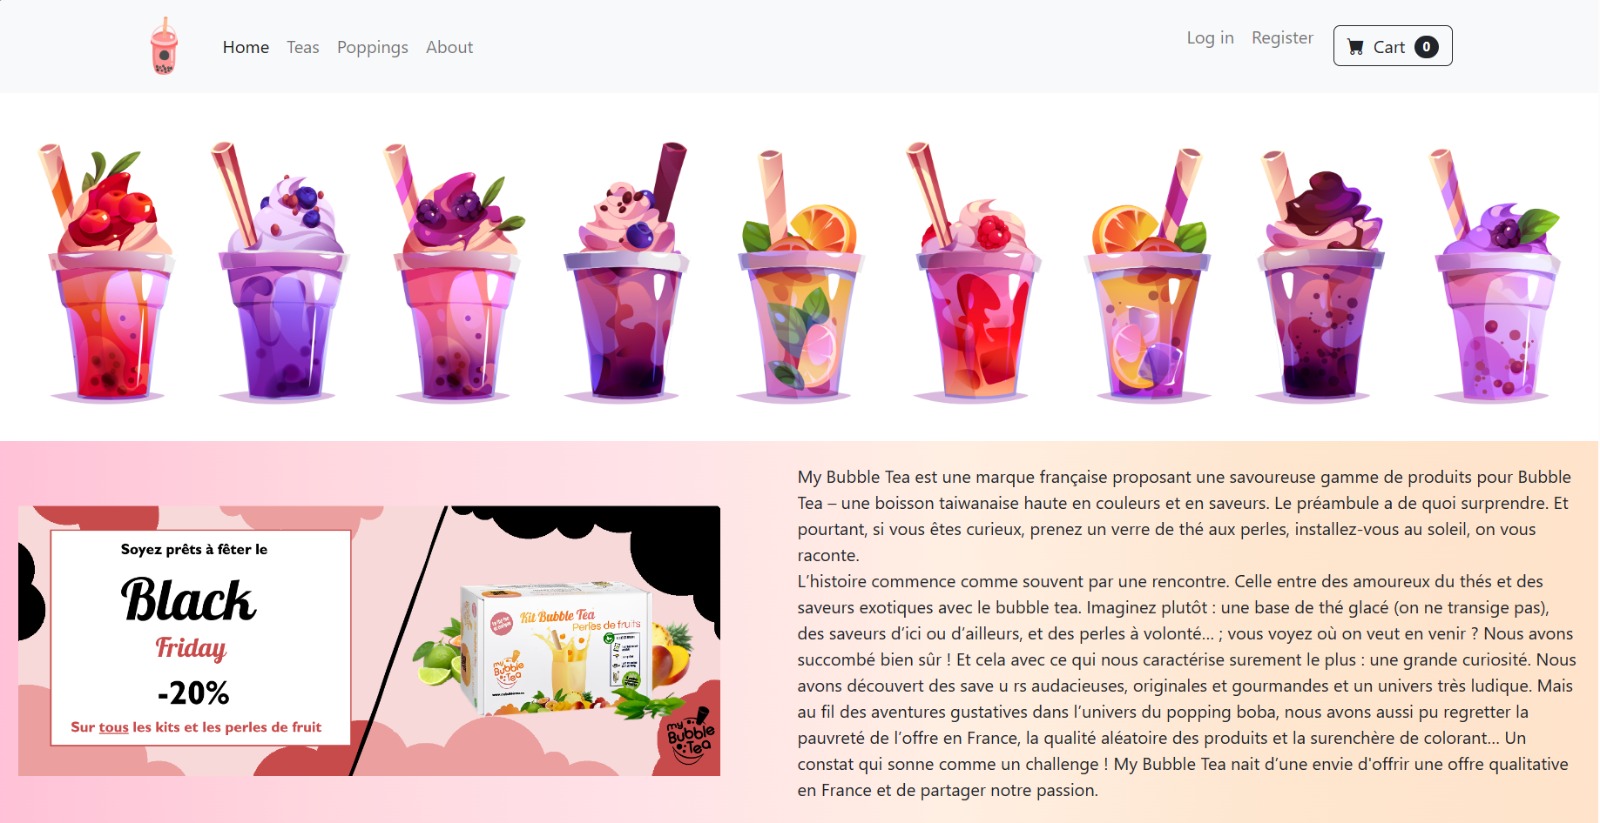 Home Teas Poppings About Log in Register Cart 0
Soyez prêts à fêter le
Black
Friday
-20%
Sur tous les kits et les perles de fruit
Kit Bubble Tea
Perles de fruits
my
Bubble
Tea
my
Bubble
Tea
My Bubble Tea est une marque française proposant une savoureuse gamme de produits pour Bubble
Tea – une boisson taiwanaise haute en couleurs et en saveurs. Le préambule a de quoi surprendre. Et
pourtant, si vous êtes curieux, prenez un verre de thé aux perles, installez-vous au soleil, on vous
raconte.
L’histoire commence comme souvent par une rencontre. Celle entre des amoureux du thés et des
saveurs exotiques avec le bubble tea. Imaginez plutôt : une base de thé glacé (on ne transige pas),
des saveurs d’ici ou d’ailleurs, et des perles à volonté… ; vous voyez où on veut en venir ? Nous avons
succombé bien sûr ! Et cela avec ce qui nous caractérise surement le plus : une grande curiosité. Nous
avons découvert des save u rs audacieuses, originales et gourmandes et un univers très ludique. Mais
au fil des aventures gustatives dans l’univers du popping boba, nous avons aussi pu regretter la
pauvreté de l’offre en France, la qualité aléatoire des produits et la surenchère de colorant… Un
constat qui sonne comme un challenge ! My Bubble Tea nait d’une envie d'offrir une offre qualitative
en France et de partager notre passion.